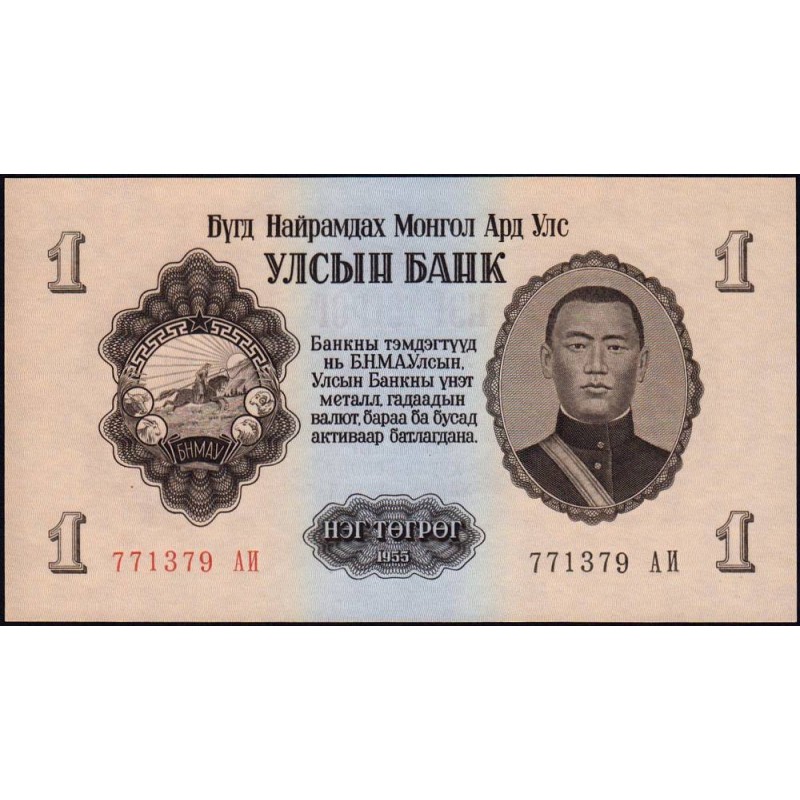 Бүгд Найрамдах Монгол Ард Улс
УЛСЫН БАНК
1
1
Банкны тэмдэгтүүд
нь Б.Н.М.А.Улсын,
Улсын Банкны үнэт
металл, гадаадын
валют, бараа ба бусад
активаар батлагдана.
БНМАУ
НЭГ ТӨГРӨГ
1955
1
771379 АИ
771379 АИ
1